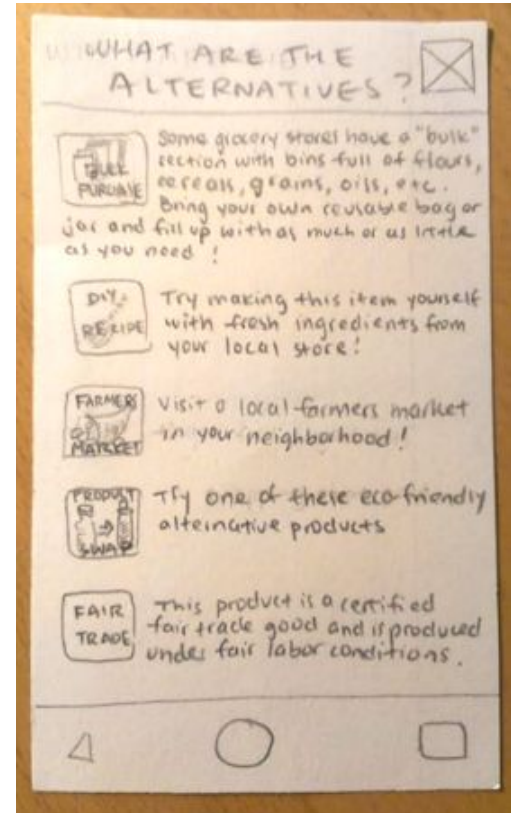 WHAT ARE THE
ALTERNATIVES?
BULK
PURCHASE
Some grocery stores have a "bulk"
section with bins full of flours,
cereals, grains, oils, etc.
Bring your own reusable bag or
jar and fill up with as much or as little
as you need!
DIY
RECIPE
Try making this item yourself
with fresh ingredients from
your local store!
FARMERS
MARKET
Visit a local farmers market
in your neighborhood!
PRODUCT
SWAP
Try one of these eco-friendly
alternative products
FAIR
TRADE
This product is a certified
fair trade good and is produced
under fair labor conditions.